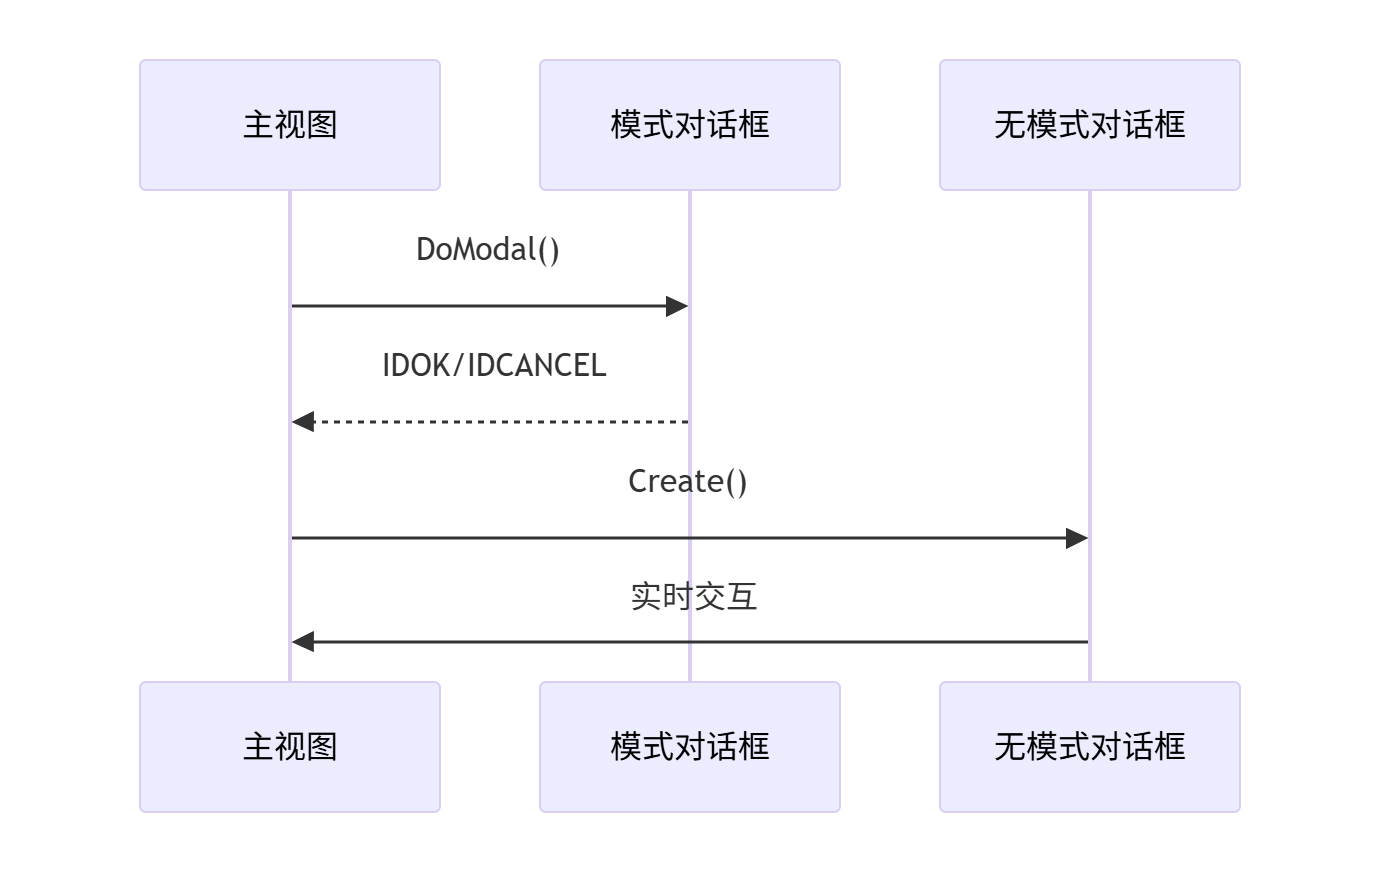 主视图
模式对话框
无模式对话框
DoModal()
IDOK/IDCANCEL
Create()
实时交互
主视图
模式对话框
无模式对话框